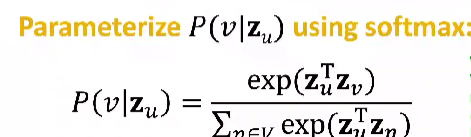 Parameterize P(v|z_u) using softmax:
P(v|z_u) = exp(z_u^T z_v) / ∑_{n∈V} exp(z_u^T z_n)